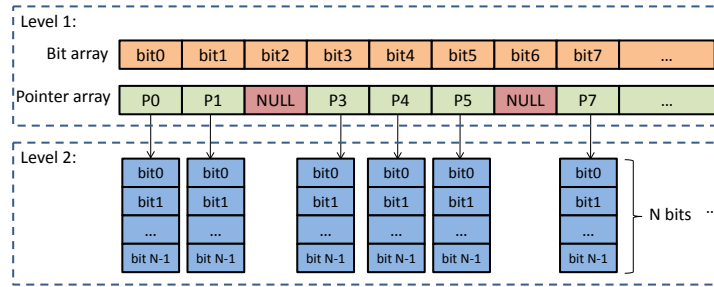 Level 1:
Bit array bit0 bit1 bit2 bit3 bit4 bit5 bit6 bit7 ...
Pointer array P0 P1 NULL P3 P4 P5 NULL P7 ...
Level 2:
bit0 bit0 bit0 bit0 bit0 bit0
bit1 bit1 bit1 bit1 bit1 bit1
N bits ...
... ... ... ... ... ...
bit N-1 bit N-1 bit N-1 bit N-1 bit N-1 bit N-1